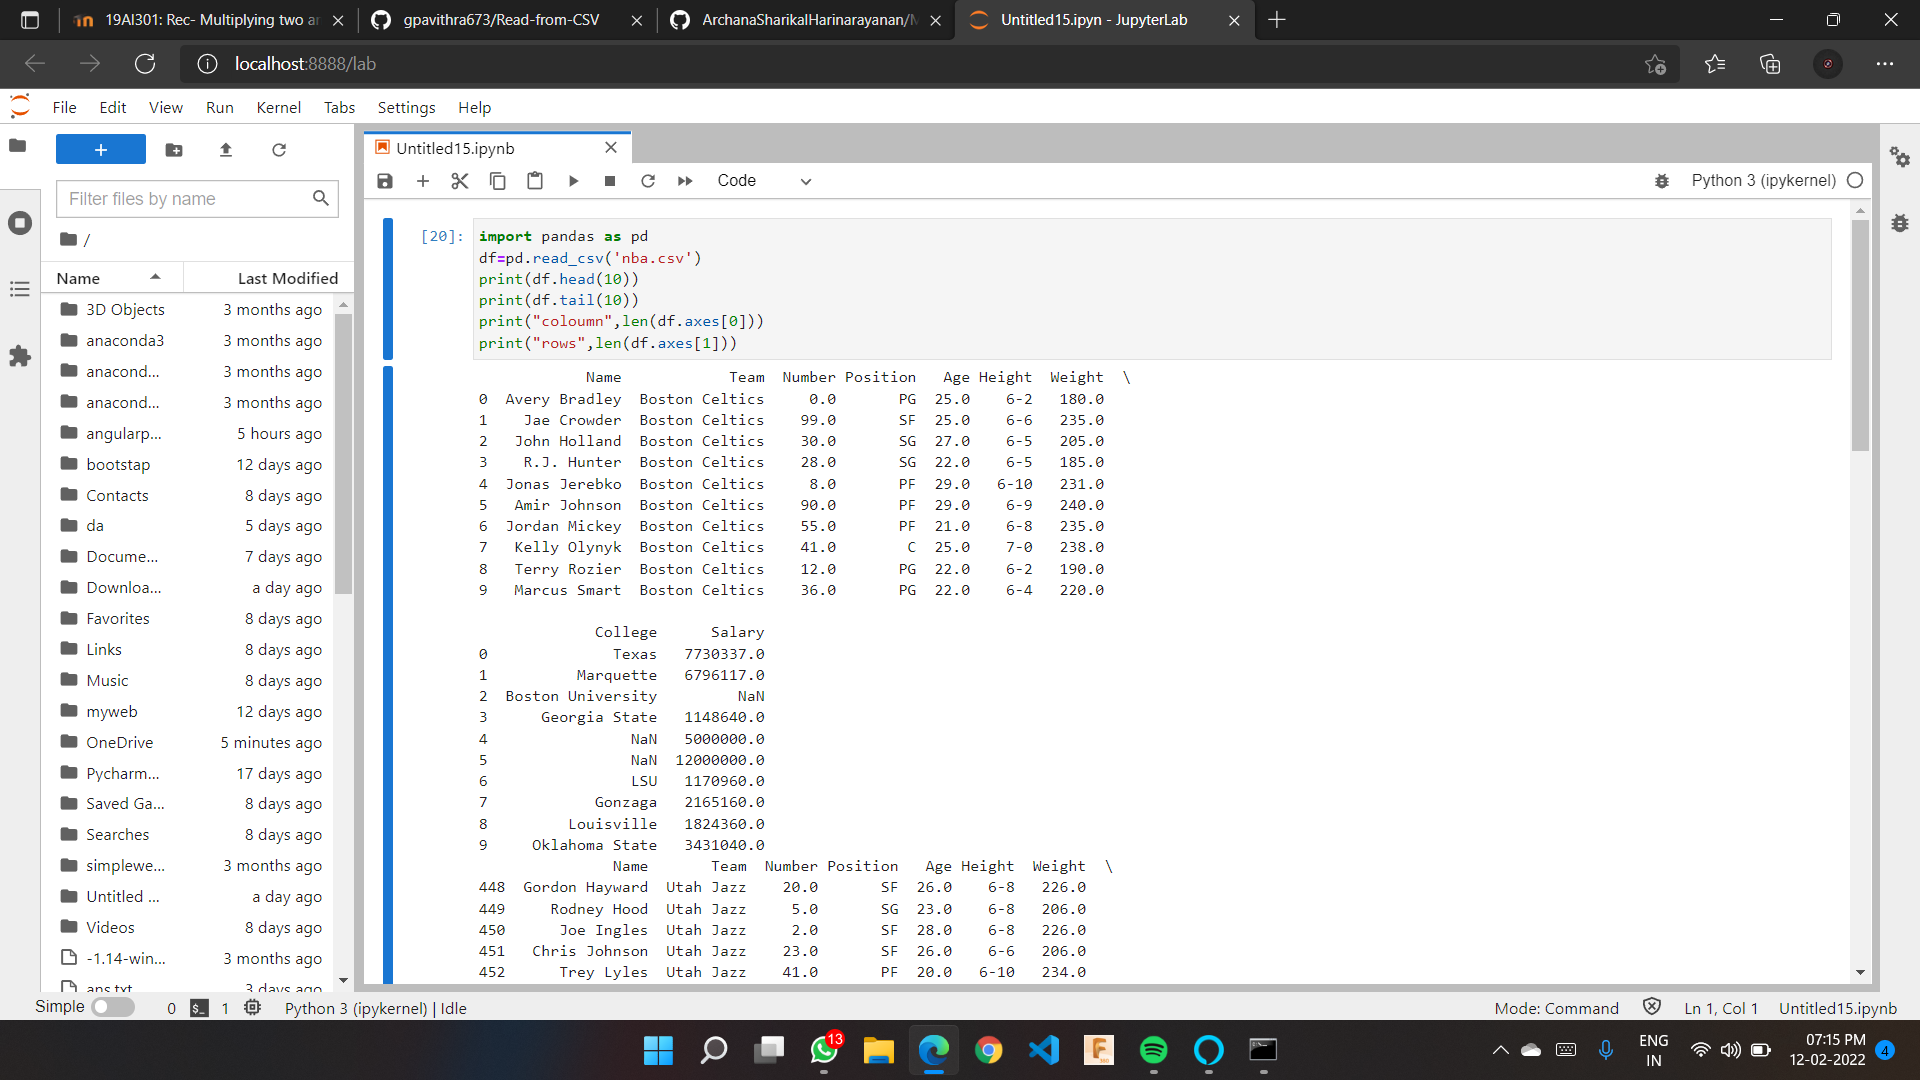 19AI301: Rec- Multiplying two ar
gpavithra673/Read-from-CSV
ArchanaSharikalHarinarayanan/
Untitled15.ipyn - JupyterLab
localhost:8888/lab
File Edit View Run Kernel Tabs Settings Help
Untitled15.ipynb
Filter files by name
Code
Python 3 (ipykernel)
/
Name Last Modified
3D Objects 3 months ago
anaconda3 3 months ago
anacond... 3 months ago
anacond... 3 months ago
angularp... 5 hours ago
bootstap 12 days ago
Contacts 8 days ago
da 5 days ago
Docume... 7 days ago
Downloa... a day ago
Favorites 8 days ago
Links 8 days ago
Music 8 days ago
myweb 12 days ago
OneDrive 5 minutes ago
Pycharm... 17 days ago
Saved Ga... 8 days ago
Searches 8 days ago
simplewe... 3 months ago
Untitled ... a day ago
Videos 8 days ago
-1.14-win... 3 months ago
ans.txt 3 days ago
[20]: import pandas as pd
df=pd.read_csv('nba.csv')
print(df.head(10))
print(df.tail(10))
print("coloumn",len(df.axes[0]))
print("rows",len(df.axes[1]))
Name Team Number Position Age Height Weight \
0 Avery Bradley Boston Celtics 0.0 PG 25.0 6-2 180.0
1 Jae Crowder Boston Celtics 99.0 SF 25.0 6-6 235.0
2 John Holland Boston Celtics 30.0 SG 27.0 6-5 205.0
3 R.J. Hunter Boston Celtics 28.0 SG 22.0 6-5 185.0
4 Jonas Jerebko Boston Celtics 8.0 PF 29.0 6-10 231.0
5 Amir Johnson Boston Celtics 90.0 PF 29.0 6-9 240.0
6 Jordan Mickey Boston Celtics 55.0 PF 21.0 6-8 235.0
7 Kelly Olynyk Boston Celtics 41.0 C 25.0 7-0 238.0
8 Terry Rozier Boston Celtics 12.0 PG 22.0 6-2 190.0
9 Marcus Smart Boston Celtics 36.0 PG 22.0 6-4 220.0
College Salary
0 Texas 7730337.0
1 Marquette 6796117.0
2 Boston University NaN
3 Georgia State 1148640.0
4 NaN 5000000.0
5 NaN 12000000.0
6 LSU 1170960.0
7 Gonzaga 2165160.0
8 Louisville 1824360.0
9 Oklahoma State 3431040.0
Name Team Number Position Age Height Weight \
448 Gordon Hayward Utah Jazz 20.0 SF 26.0 6-8 226.0
449 Rodney Hood Utah Jazz 5.0 SG 23.0 6-8 206.0
450 Joe Ingles Utah Jazz 2.0 SF 28.0 6-8 226.0
451 Chris Johnson Utah Jazz 23.0 SF 26.0 6-6 206.0
452 Trey Lyles Utah Jazz 41.0 PF 20.0 6-10 234.0
Simple 0 $_ 1 Python 3 (ipykernel) | Idle
Mode: Command Ln 1, Col 1 Untitled15.ipynb
13
ENG
IN
07:15 PM
12-02-2022
4